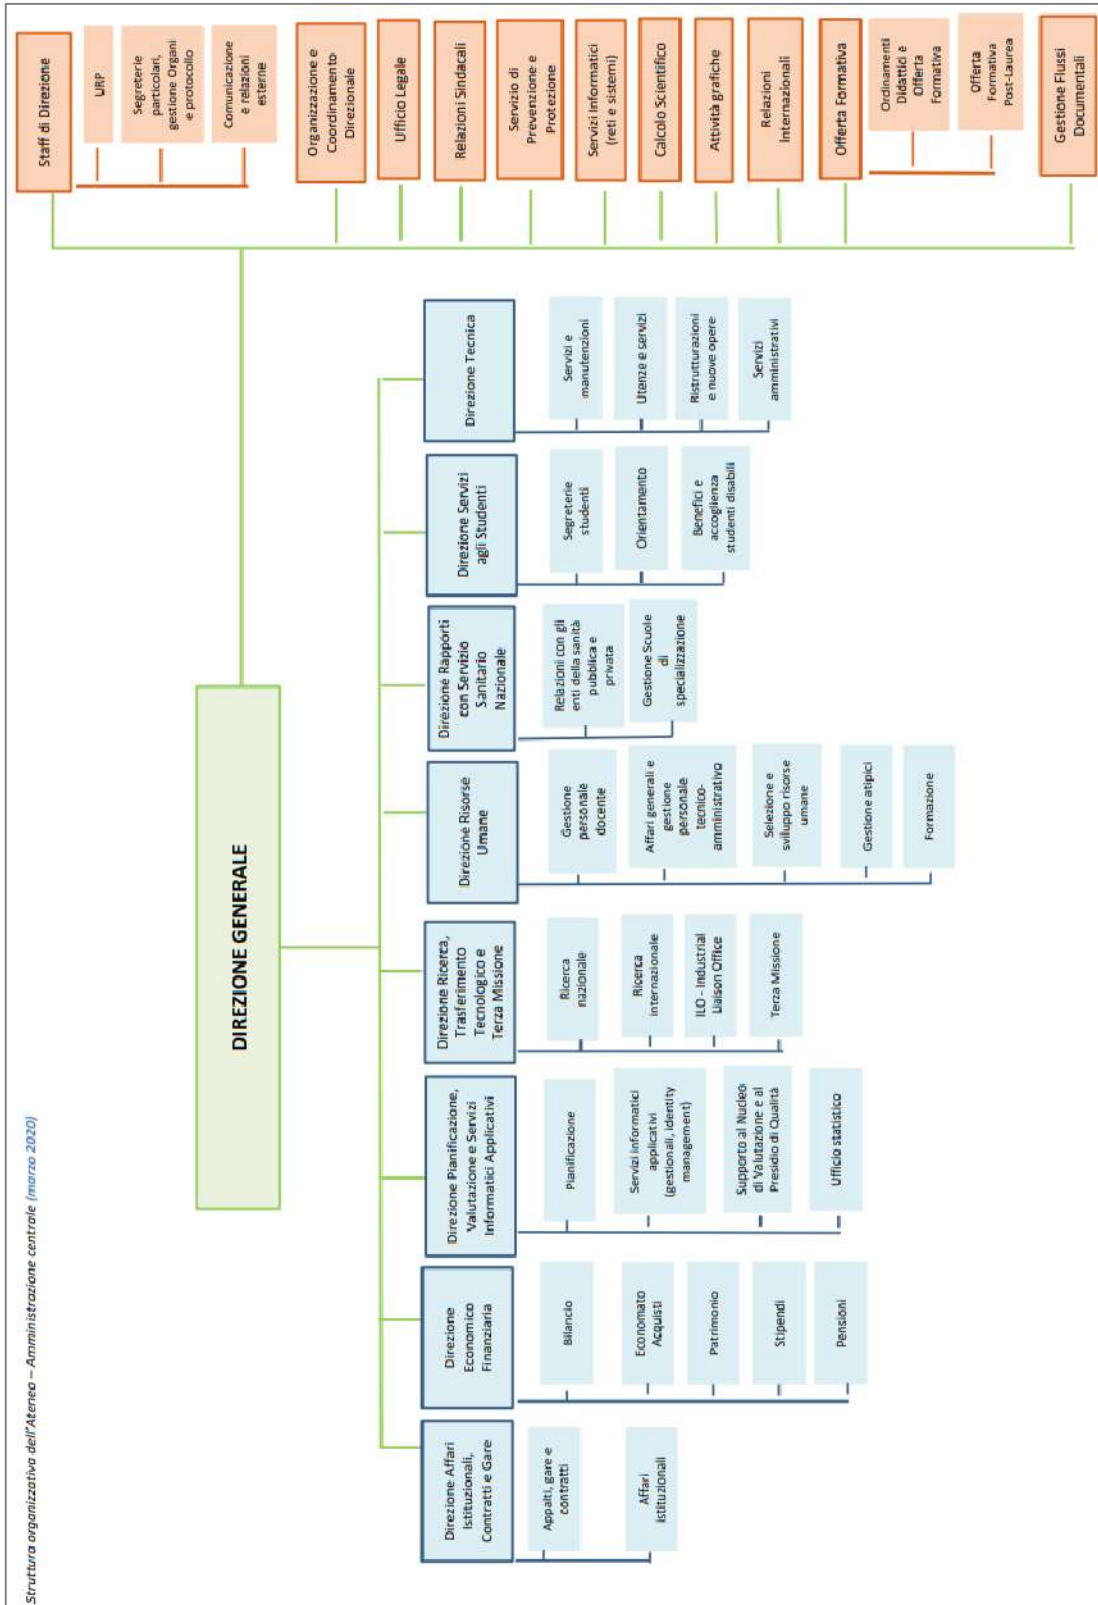 Struttura organizzativa dell'Ateneo – Amministrazione centrale (marzo 2020)
DIREZIONE GENERALE
Direzione Affari
Istituzionali,
Contratti e Gare
Appalti, gare e
contratti
Affari
istituzionali
Direzione
Economico
Finanziaria
Bilancio
Economato
Acquisti
Patrimonio
Stipendi
Pensioni
Direzione Pianificazione,
Valutazione e Servizi
Informatici Applicativi
Pianificazione
Servizi informatici
applicativi
(gestionali, identity
management)
Supporto al Nucleo
di Valutazione e al
Presidio di Qualità
Ufficio statistico
Direzione Ricerca,
Trasferimento
Tecnologico e
Terza Missione
Ricerca
nazionale
Ricerca
internazionale
ILO - Industrial
Liaison Office
Terza Missione
Direzione Risorse
Umane
Gestione
personale
docente
Affari generali e
gestione
personale
tecnico-
amministrativo
Selezione e
sviluppo risorse
umane
Gestione atipici
Formazione
Direzione Rapporti
con Servizio
Sanitario
Nazionale
Relazioni con gli
enti della sanità
pubblica e
privata
Gestione Scuole
di
specializzazione
Direzione Servizi
agli Studenti
Segreterie
studenti
Orientamento
Benefici e
accoglienza
studenti disabili
Direzione Tecnica
Servizi e
manutenzioni
Utenze e servizi
Ristrutturazioni
e nuove opere
Servizi
amministrativi
Staff di Direzione
URP
Segreterie
particolari,
gestione Organi
e protocollo
Comunicazione
e relazioni
esterne
Organizzazione e
Coordinamento
Direzionale
Ufficio Legale
Relazioni Sindacali
Servizio di
Prevenzione e
Protezione
Servizi Informatici
(reti e sistemi)
Calcolo Scientifico
Attività grafiche
Relazioni
Internazionali
Offerta Formativa
Ordinamenti
Didattici e
Offerta
Formativa
Offerta
Formativa
Post-Laurea
Gestione Flussi
Documentali